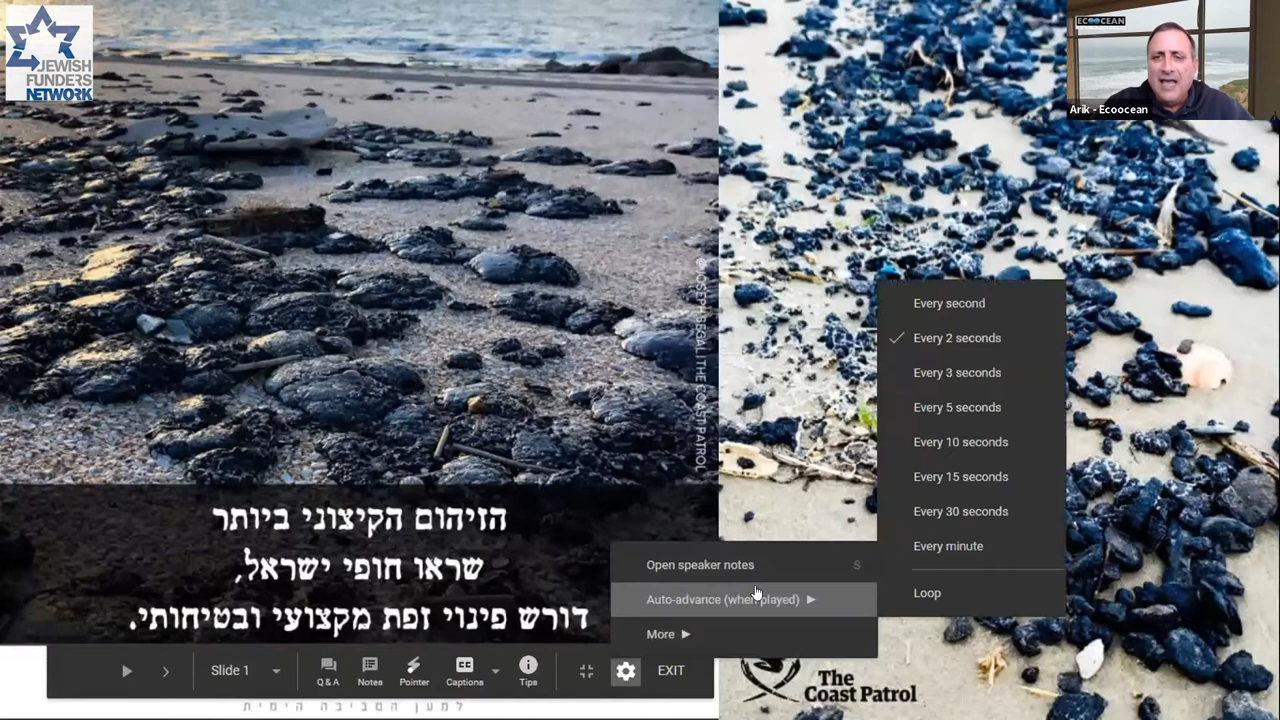 JEWISH
FUNDERS
NETWORK
ECOOCEAN
Arik - Ecoocean
הזיהום הקיצוני ביותר
שראו חופי ישראל,
דורש פינוי זפת מקצועי ובטיחותי.
למען הסביבה הימית
Every second
Every 2 seconds
Every 3 seconds
Every 5 seconds
Every 10 seconds
Every 15 seconds
Every 30 seconds
Every minute
Loop
Open speaker notes S
Auto-advance (when played)
More
Slide 1
Q & A
Notes
Pointer
Captions
Tips
EXIT
The
Coast Patrol